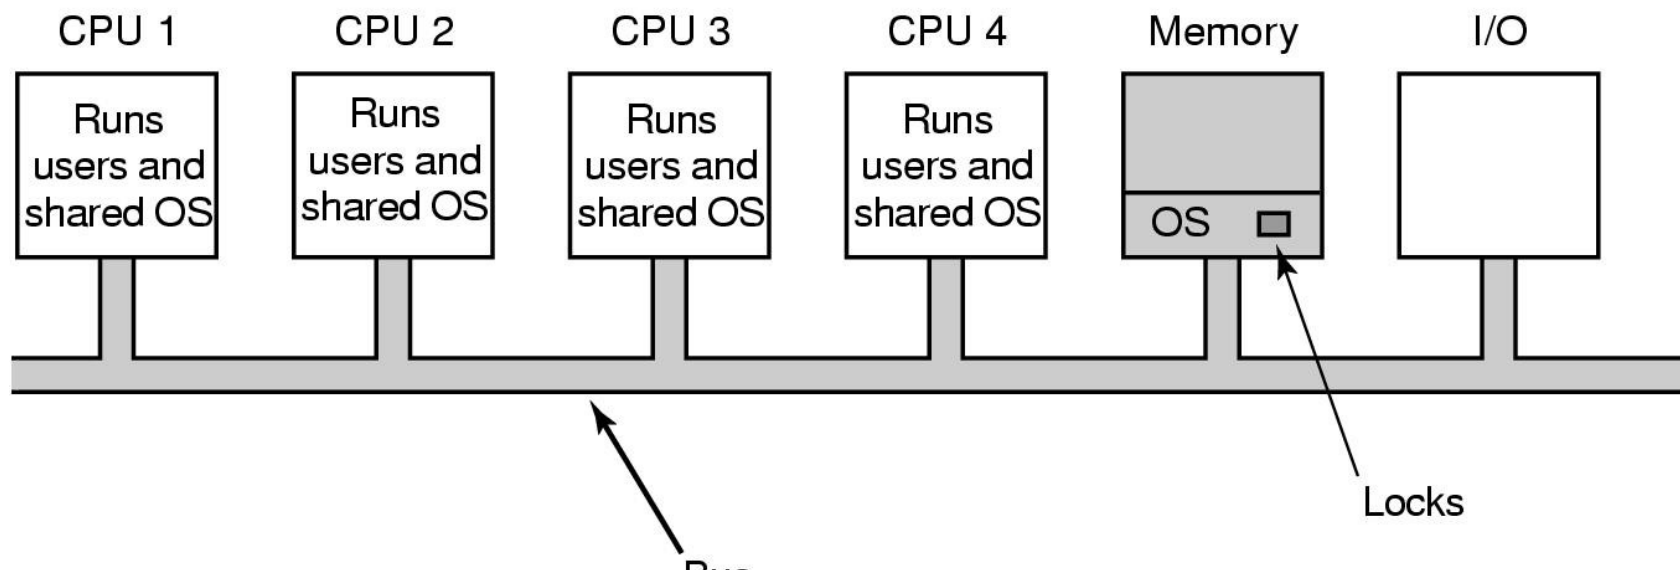 CPU 1
CPU 2
CPU 3
CPU 4
Memory
I/O
Runs
users and
shared OS
Runs
users and
shared OS
Runs
users and
shared OS
Runs
users and
shared OS
OS
Locks
Bus